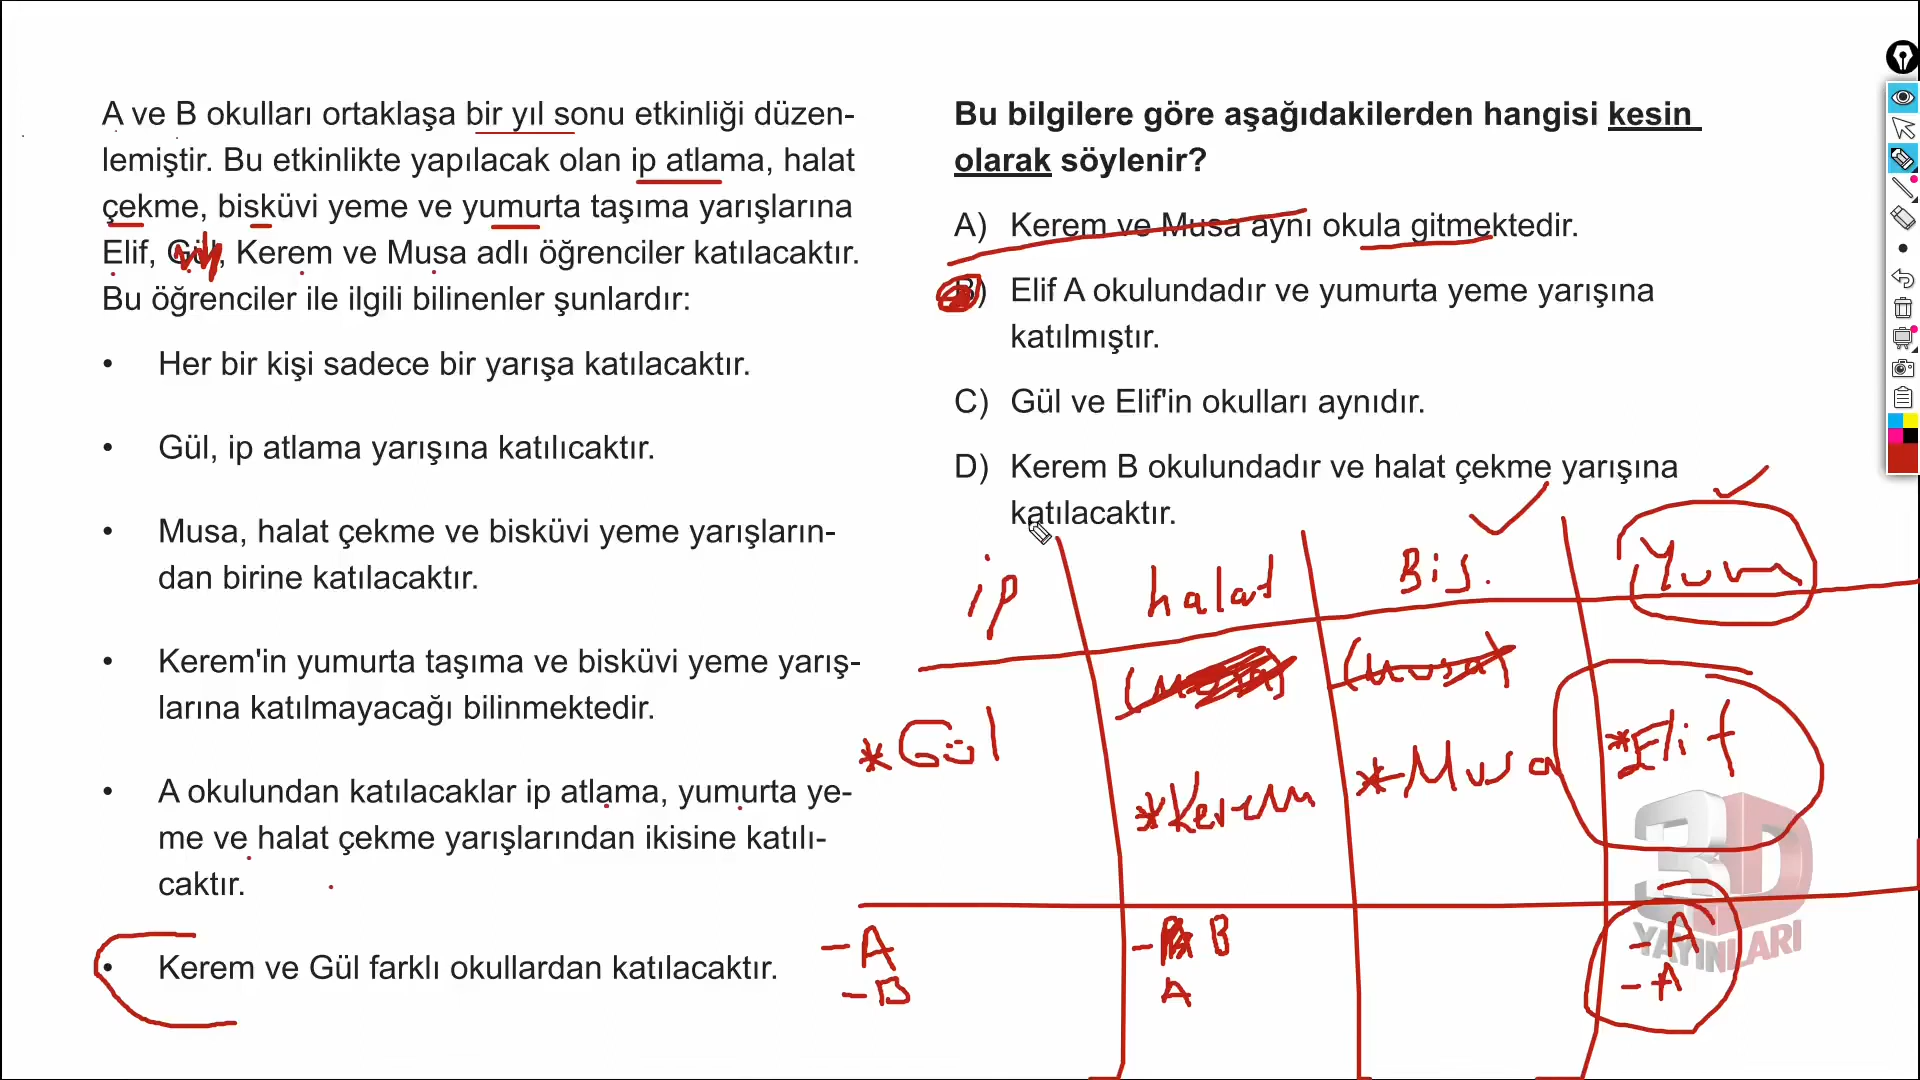 A ve B okulları ortaklaşa bir yıl sonu etkinliği düzen-
lemiştir. Bu etkinlikte yapılacak olan ip atlama, halat
çekme, bisküvi yeme ve yumurta taşıma yarışlarına
Elif, Gül, Kerem ve Musa adlı öğrenciler katılacaktır.
Bu öğrenciler ile ilgili bilinenler şunlardır:
• Her bir kişi sadece bir yarışa katılacaktır.
• Gül, ip atlama yarışına katılıcaktır.
• Musa, halat çekme ve bisküvi yeme yarışların-
dan birine katılacaktır.
• Kerem'in yumurta taşıma ve bisküvi yeme yarış-
larına katılmayacağı bilinmektedir.
• A okulundan katılacaklar ip atlama, yumurta ye-
me ve halat çekme yarışlarından ikisine katılı-
caktır.
• Kerem ve Gül farklı okullardan katılacaktır.
Bu bilgilere göre aşağıdakilerden hangisi kesin
olarak söylenir?
A) Kerem ve Musa aynı okula gitmektedir.
B) Elif A okulundadır ve yumurta yeme yarışına
katılmıştır.
C) Gül ve Elif'in okulları aynıdır.
D) Kerem B okulundadır ve halat çekme yarışına
katılacaktır.
ip halat Bis. Yum
(Musa) (Musa)
*Gül *Kerem *Musa *Elif
3D
YAYINLARI
-A - B -A
-B A -A